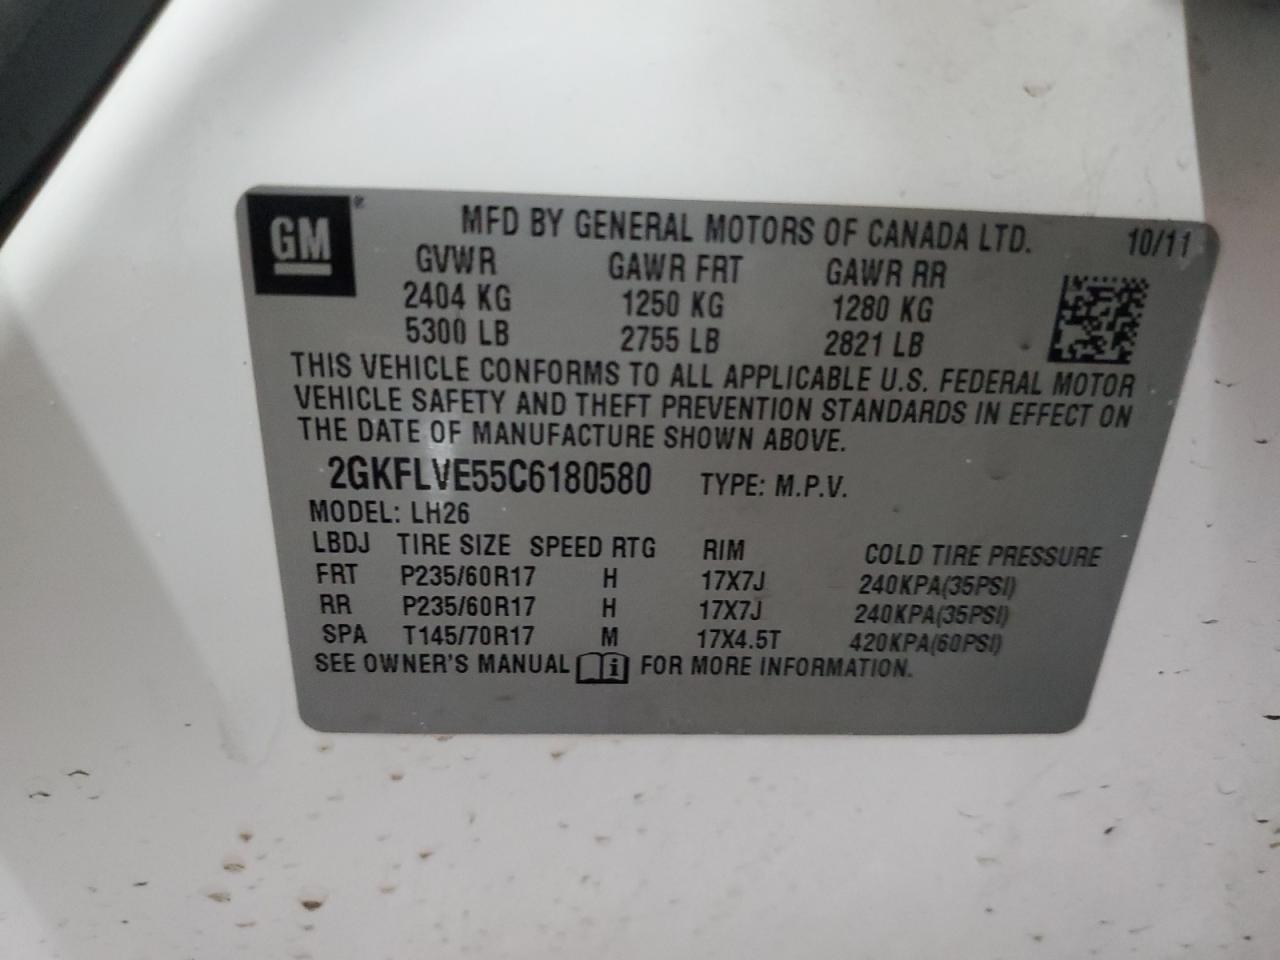 GM®
MFD BY GENERAL MOTORS OF CANADA LTD. 10/11
GVWR GAWR FRT GAWR RR
2404 KG 1250 KG 1280 KG
5300 LB 2755 LB 2821 LB
THIS VEHICLE CONFORMS TO ALL APPLICABLE U.S. FEDERAL MOTOR
VEHICLE SAFETY AND THEFT PREVENTION STANDARDS IN EFFECT ON
THE DATE OF MANUFACTURE SHOWN ABOVE.
2GKFLVE55C6180580 TYPE: M.P.V.
MODEL: LH26
LBDJ TIRE SIZE SPEED RTG RIM COLD TIRE PRESSURE
FRT P235/60R17 H 17X7J 240KPA(35PSI)
RR P235/60R17 H 17X7J 240KPA(35PSI)
SPA T145/70R17 M 17X4.5T 420KPA(60PSI)
SEE OWNER'S MANUAL i FOR MORE INFORMATION.